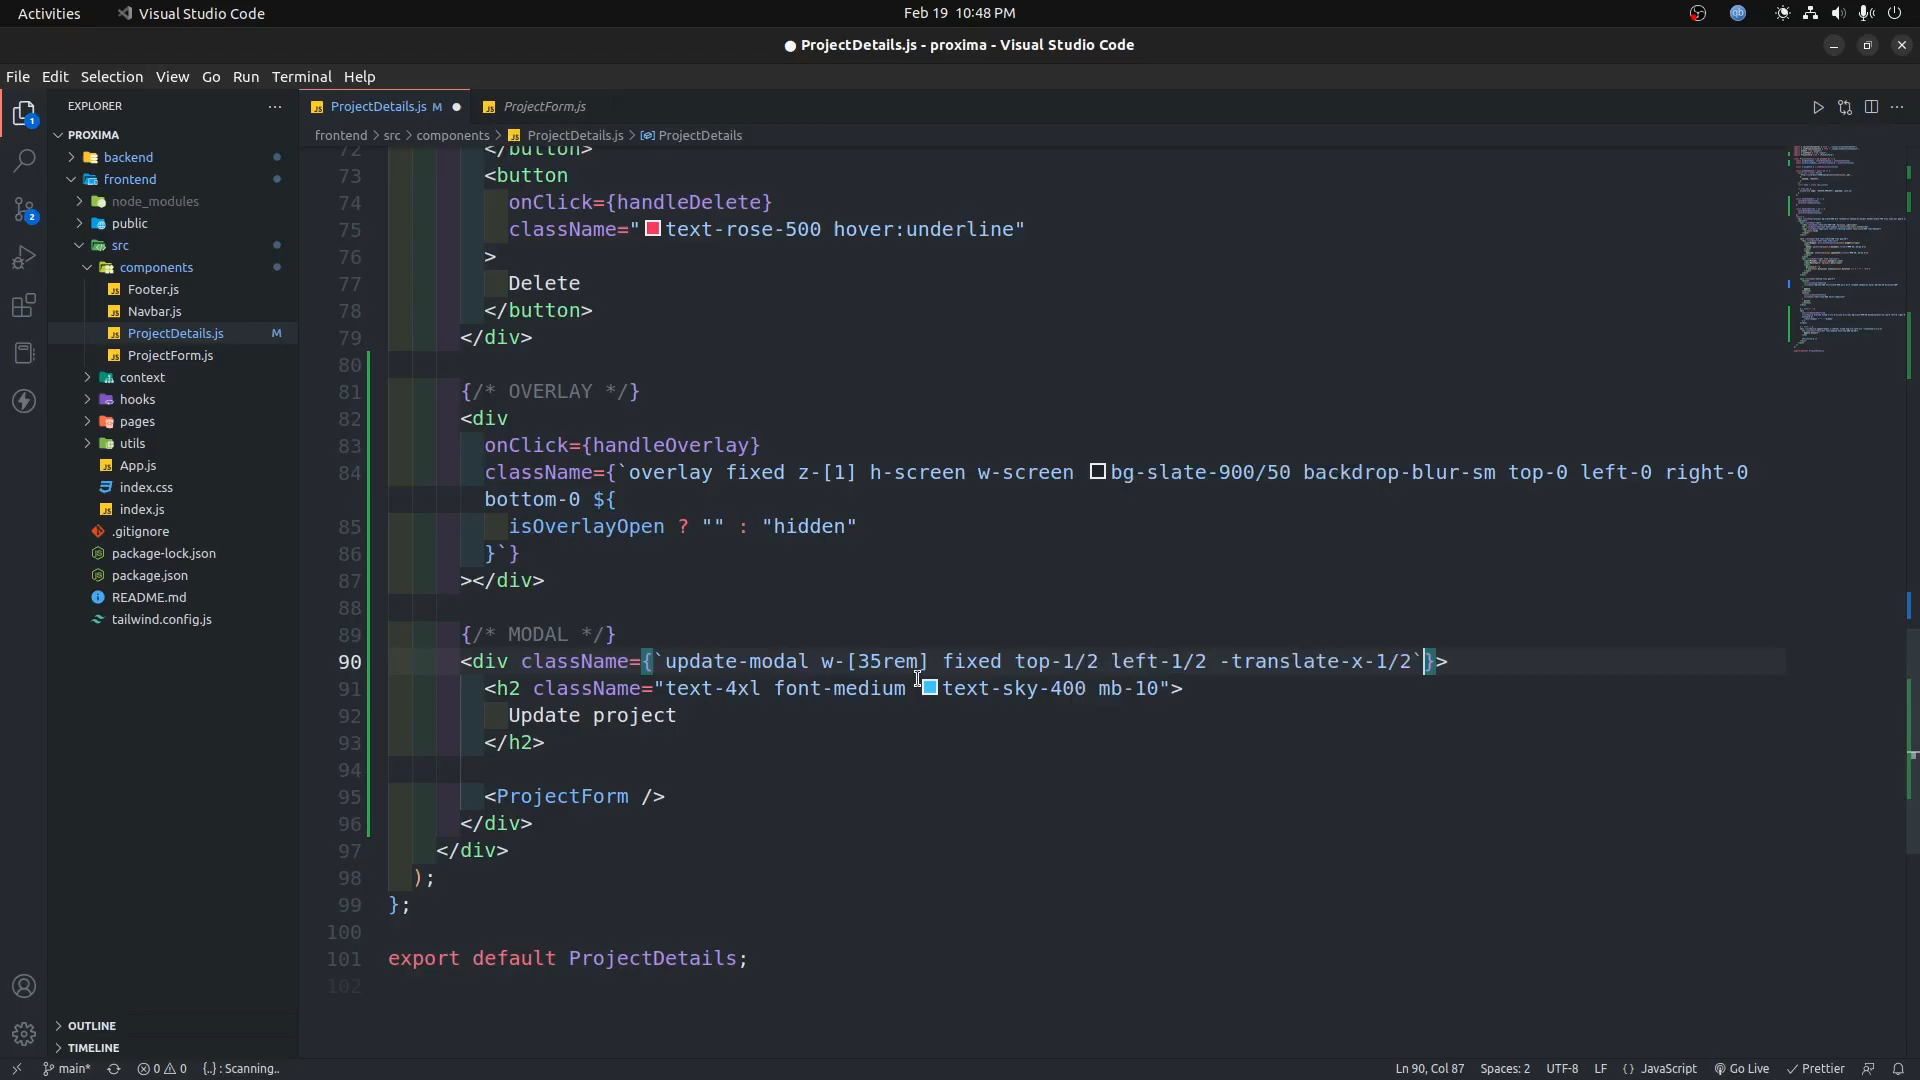 Activities
Visual Studio Code
Feb 19 10:48 PM
ProjectDetails.js - proxima - Visual Studio Code
File Edit Selection View Go Run Terminal Help
EXPLORER
PROXIMA
backend
frontend
node_modules
public
src
components
Footer.js
Navbar.js
ProjectDetails.js M
ProjectForm.js
context
hooks
pages
utils
App.js
index.css
index.js
.gitignore
package-lock.json
package.json
README.md
tailwind.config.js
OUTLINE
TIMELINE
1
2
ProjectDetails.js M
ProjectForm.js
frontend > src > components > ProjectDetails.js > ProjectDetails
72 </button>
73 <button
74 onClick={handleDelete}
75 className="text-rose-500 hover:underline"
76 >
77 Delete
78 </button>
79 </div>
80
81 {/* OVERLAY */}
82 <div
83 onClick={handleOverlay}
84 className={`overlay fixed z-[1] h-screen w-screen bg-slate-900/50 backdrop-blur-sm top-0 left-0 right-0
bottom-0 ${
85 isOverlayOpen ? "" : "hidden"
86 }`}
87 ></div>
88
89 {/* MODAL */}
90 <div className={`update-modal w-[35rem] fixed top-1/2 left-1/2 -translate-x-1/2`}>
91 <h2 className="text-4xl font-medium text-sky-400 mb-10">
92 Update project
93 </h2>
94
95 <ProjectForm />
96 </div>
97 </div>
98 );
99 };
100
101 export default ProjectDetails;
102
main* 0 0 {..} : Scanning.. Ln 90, Col 87 Spaces: 2 UTF-8 LF {} JavaScript Go Live Prettier